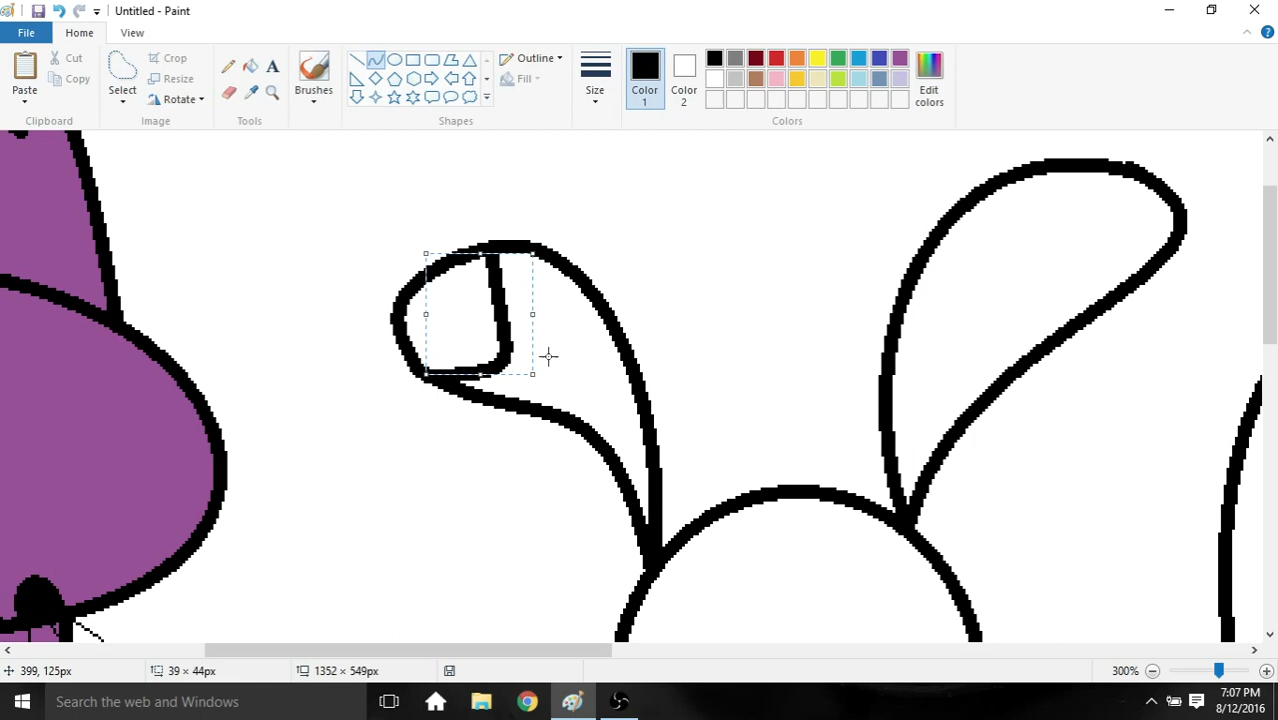 Untitled - Paint
File
Home
View
Paste
Cut
Copy
Clipboard
Select
Crop
Resize
Rotate
Image
A
Tools
Brushes
Shapes
Outline
Fill
Size
Color 1
Color 2
Edit colors
Colors
399, 125px
39 × 44px
1352 × 549px
300%
Search the web and Windows
7:07 PM
8/12/2016